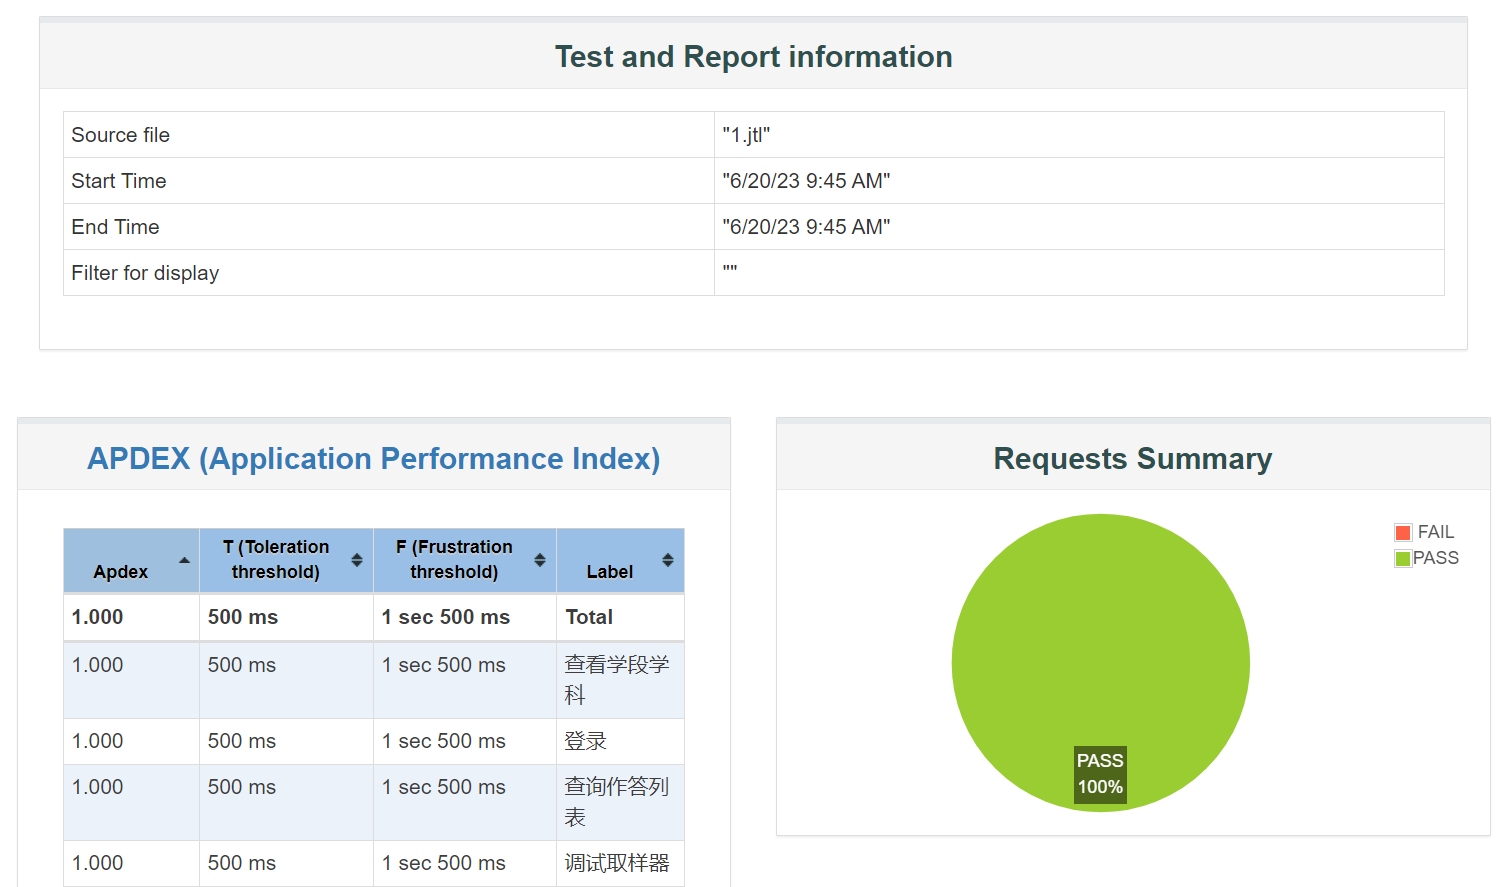 Test and Report information
Source file "1.jtl"
Start Time "6/20/23 9:45 AM"
End Time "6/20/23 9:45 AM"
Filter for display ""
APDEX (Application Performance Index)
Apdex T (Toleration threshold) F (Frustration threshold) Label
1.000 500 ms 1 sec 500 ms Total
1.000 500 ms 1 sec 500 ms 查看学段学
科
1.000 500 ms 1 sec 500 ms 登录
1.000 500 ms 1 sec 500 ms 查询作答列
表
1.000 500 ms 1 sec 500 ms 调试取样器
Requests Summary
FAIL
PASS
PASS
100%